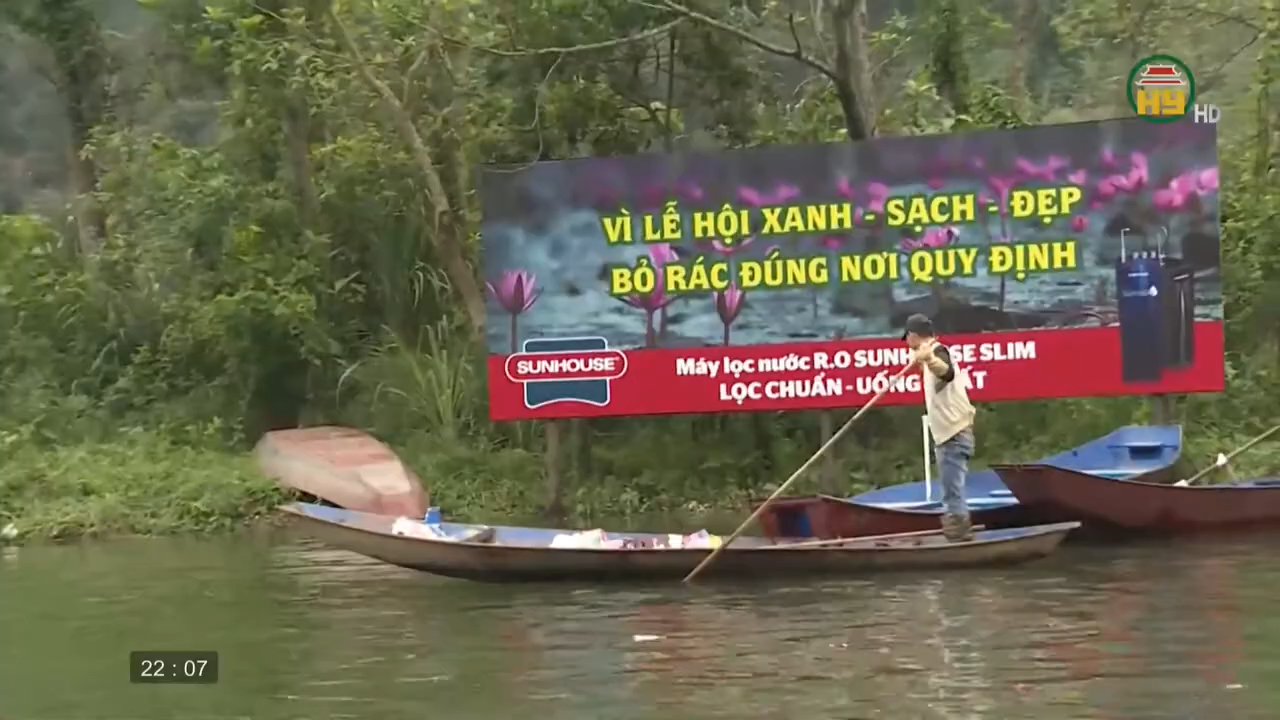 HY HD
VÌ LỄ HỘI XANH - SẠCH - ĐẸP
BỎ RÁC ĐÚNG NƠI QUY ĐỊNH
SUNHOUSE
Máy lọc nước R.O SUNH SE SLIM
LỌC CHUẨN - UỐNG
22 : 07